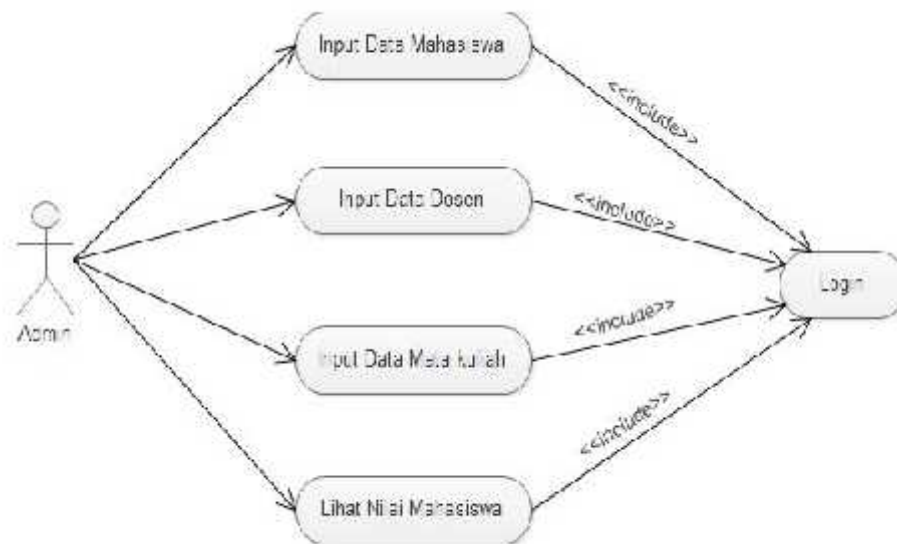 Input Data Mahasiswa
<<include>>
Input Data Dosen
<<include>>
Admin
Login
Input Data Mata kuliah
<<include>>
Lihat Nilai Mahasiswa
<<include>>